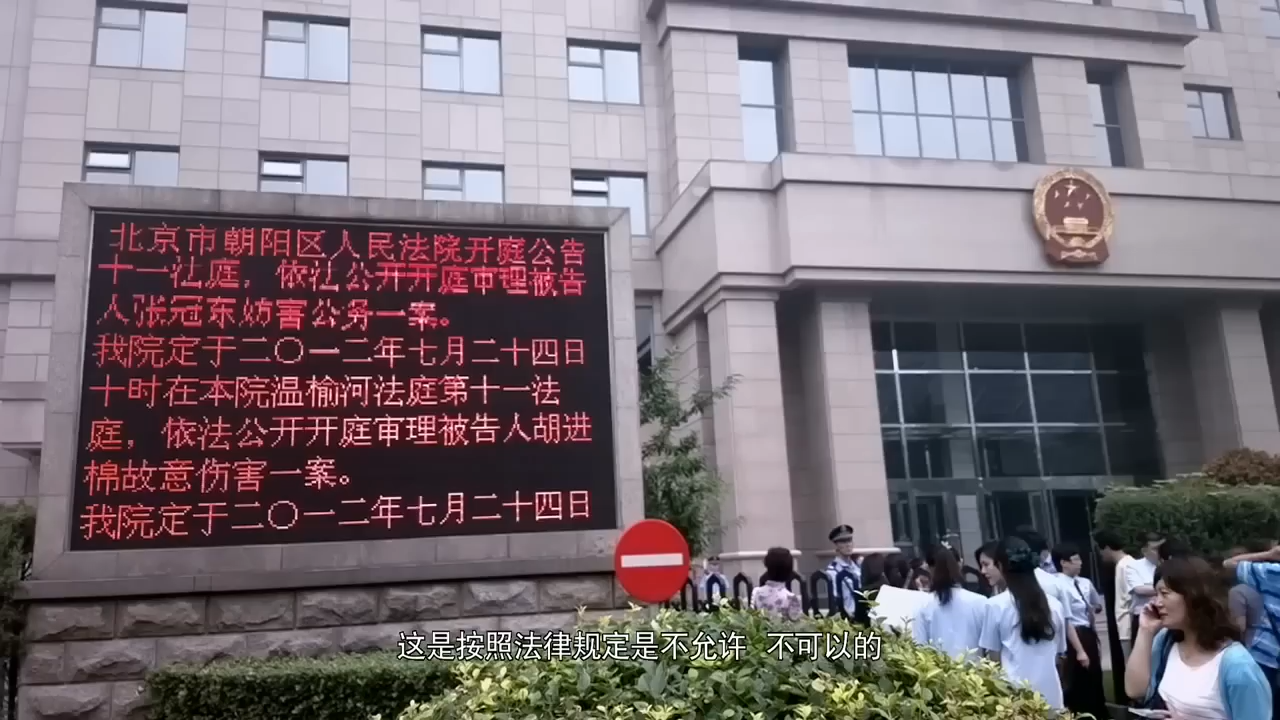 北京市朝阳区人民法院开庭公告
十一法庭，依法公开开庭审理被告
人张冠东妨害公务一案。
我院定于二〇一二年七月二十四日
十时在本院温榆河法庭第十一法
庭，依法公开开庭审理被告人胡进
棉故意伤害一案。
我院定于二〇一二年七月二十四日
这是按照法律规定是不允许 不可以的